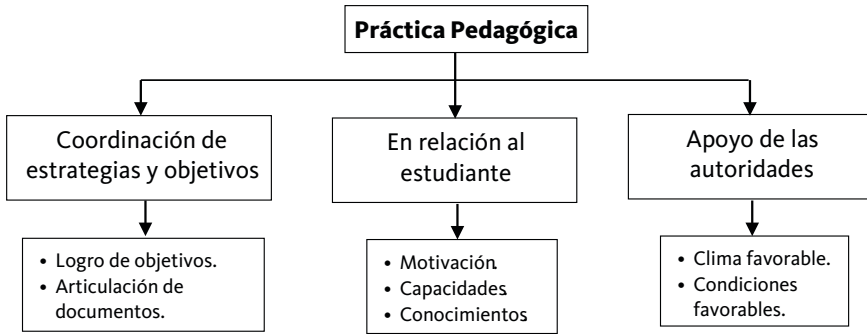 Práctica Pedagógica
Coordinación de
estrategias y objetivos
En relación al
estudiante
Apoyo de las
autoridades
• Logro de objetivos.
• Articulación de
documentos.
• Motivación.
• Capacidades.
• Conocimientos
• Clima favorable.
• Condiciones
favorables.